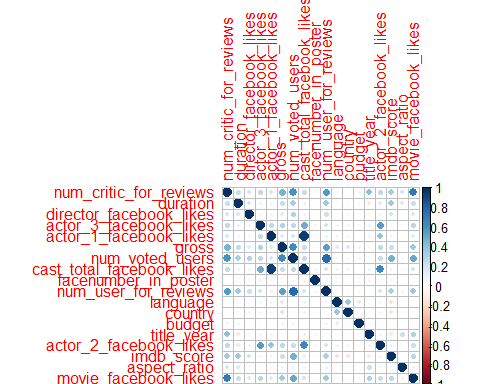 num_critic_for_reviews
duration
director_facebook_likes
actor_3_facebook_likes
actor_1_facebook_likes
gross
num_voted_users
cast_total_facebook_likes
facenumber_in_poster
num_user_for_reviews
language
country
budget
title_year
actor_2_facebook_likes
imdb_score
aspect_ratio
movie_facebook_likes
num_critic_for_reviews
duration
director_facebook_likes
actor_3_facebook_likes
actor_1_facebook_likes
gross
num_voted_users
cast_total_facebook_likes
facenumber_in_poster
num_user_for_reviews
language
country
budget
title_year
actor_2_facebook_likes
imdb_score
aspect_ratio
movie_facebook_likes
1
0.8
0.6
0.4
0.2
0
-0.2
-0.4
-0.6
-0.8